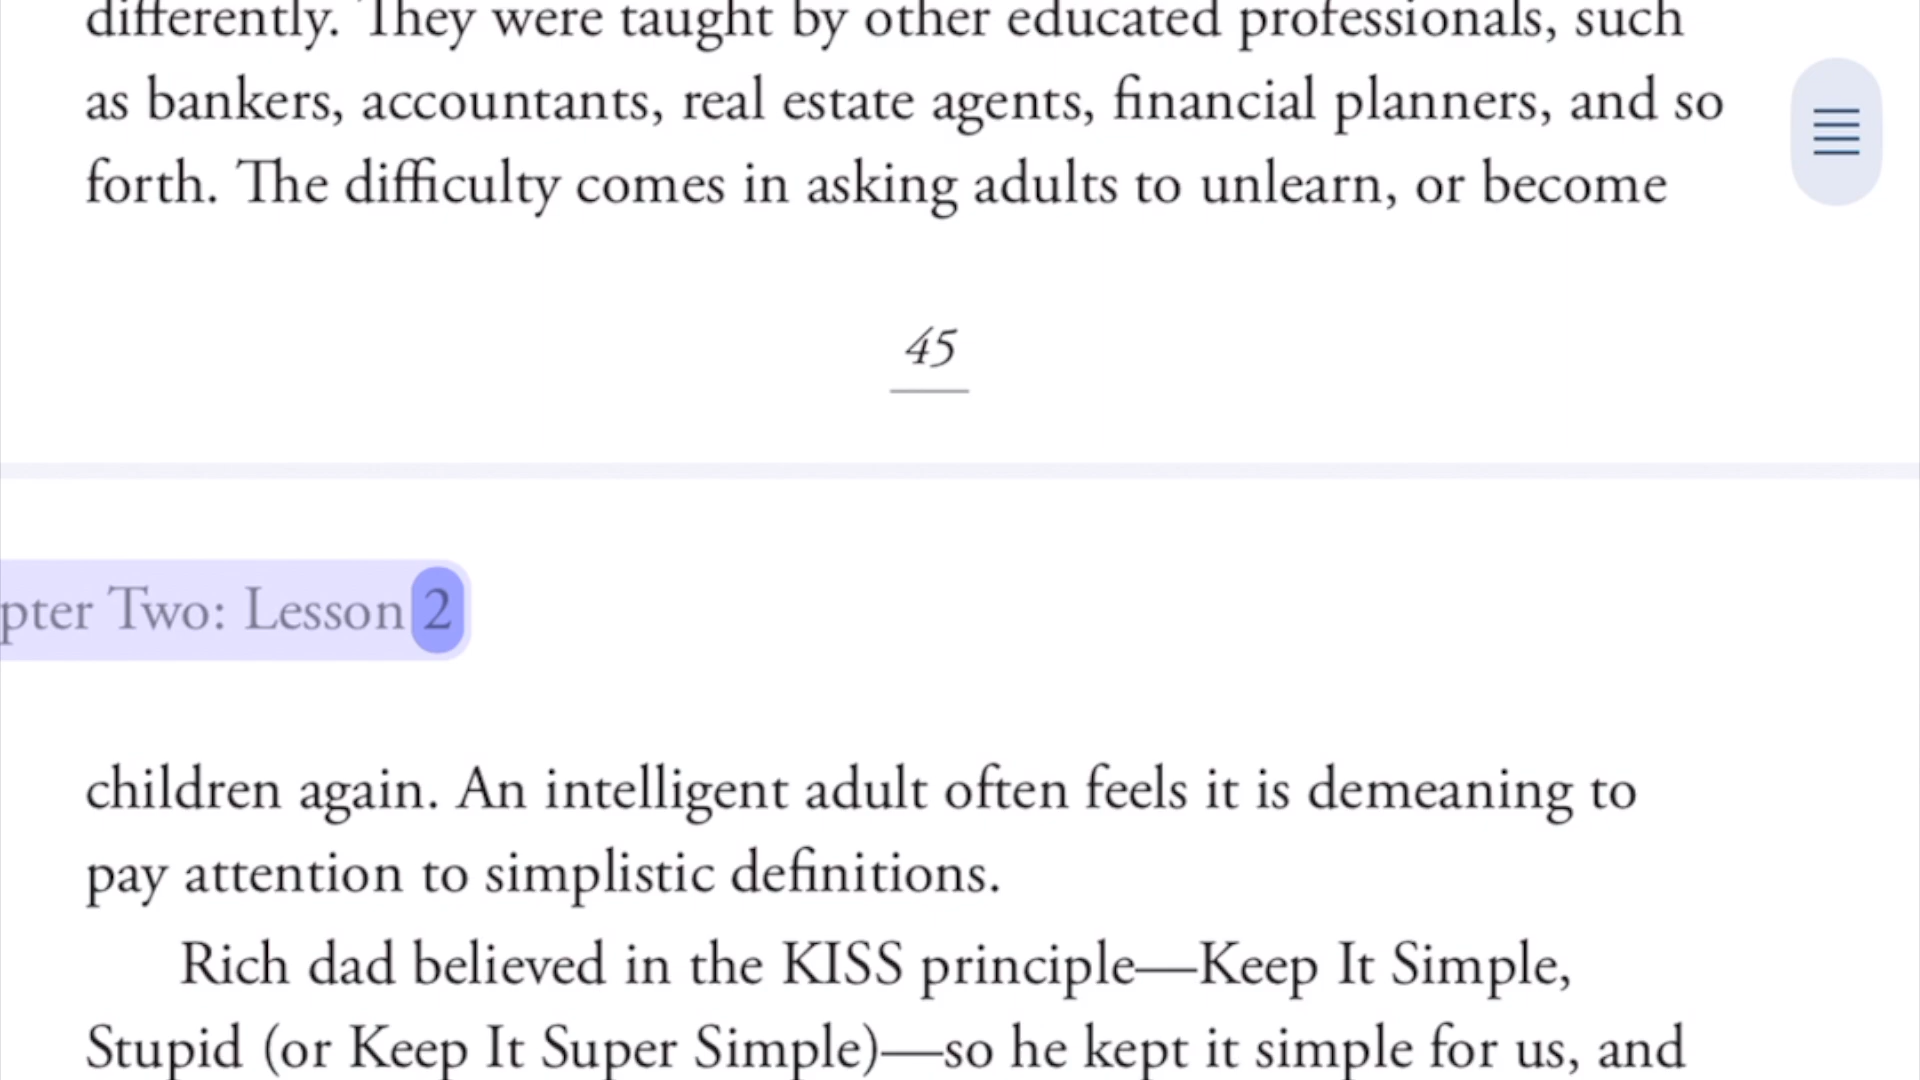 differently. They were taught by other educated professionals, such
as bankers, accountants, real estate agents, financial planners, and so
forth. The difficulty comes in asking adults to unlearn, or become
45
pter Two: Lesson 2
children again. An intelligent adult often feels it is demeaning to
pay attention to simplistic definitions.
Rich dad believed in the KISS principle—Keep It Simple,
Stupid (or Keep It Super Simple)—so he kept it simple for us, and